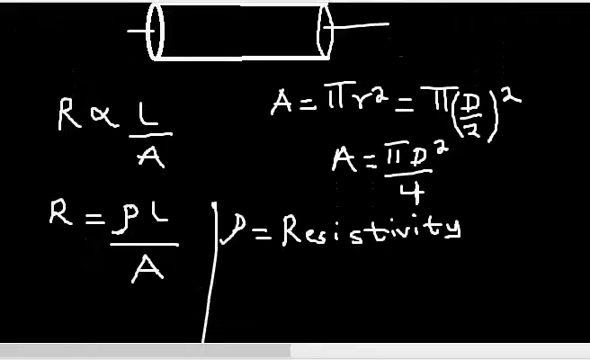 R ∝ L/A
A = πr² = π(D/2)²
A = πD²/4
R = ρL/A
ρ = Resistivity